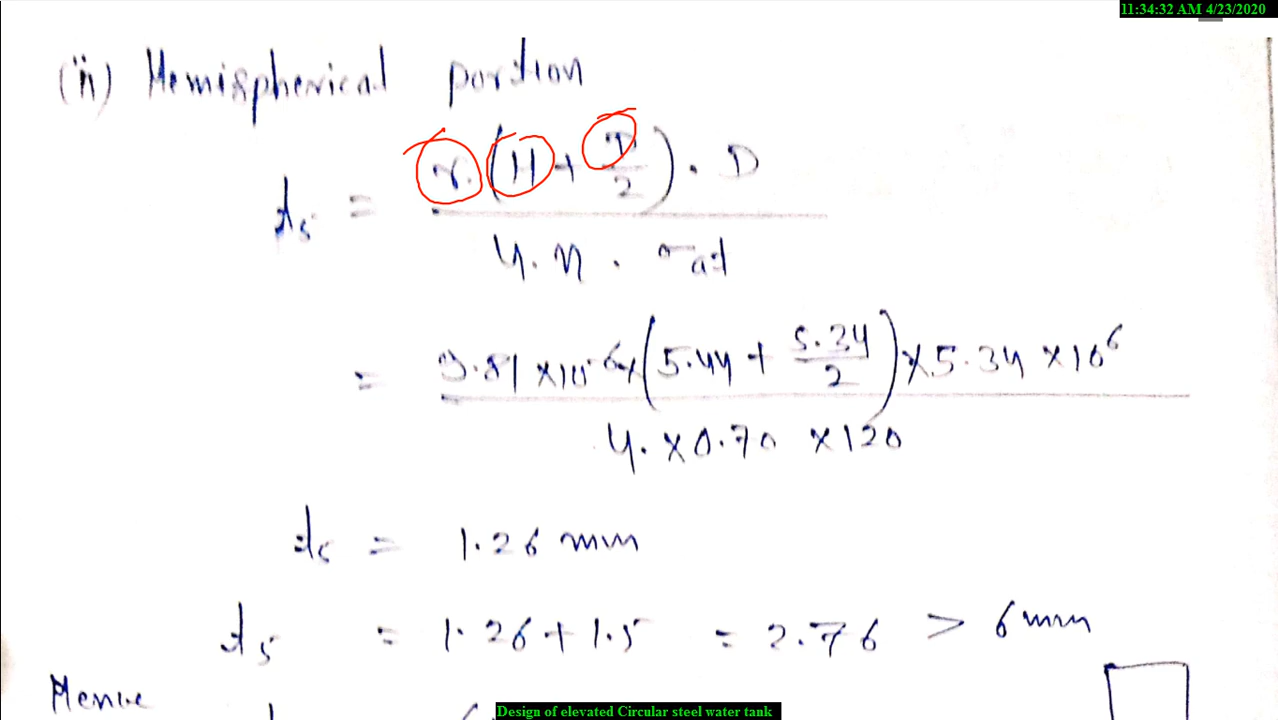 11:34:32 AM 4/23/2020
(ii) Hemispherical portion
ts = γ.(H + D/2) . D / 4.η . σat
= 9.81 ×10^-6 × (5.44 + 5.34/2) × 5.34 ×10^6 / 4. × 0.70 × 120
ts = 1.26 mm
ts = 1.26 + 1.5 = 2.76 > 6 mm
Hence
Design of elevated Circular steel water tank